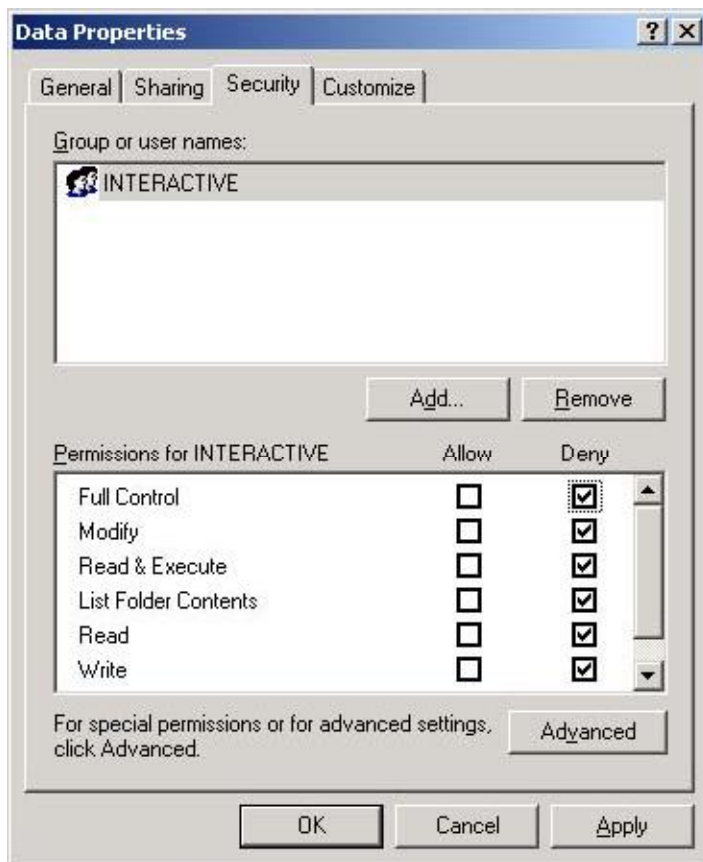 Data Properties
General Sharing Security Customize
Group or user names:
INTERACTIVE
Add... Remove
Permissions for INTERACTIVE Allow Deny
Full Control
Modify
Read & Execute
List Folder Contents
Read
Write
For special permissions or for advanced settings,
click Advanced.
Advanced
OK Cancel Apply